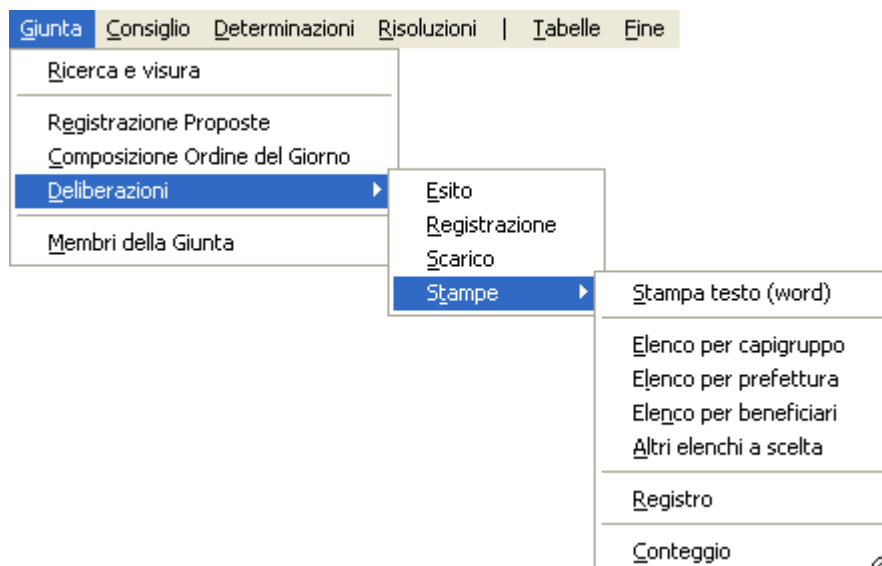 Giunta Consiglio Determinazioni Risoluzioni | Tabelle Fine
Ricerca e visura
Registrazione Proposte
Composizione Ordine del Giorno
Deliberazioni
Membri della Giunta
Esito
Registrazione
Scarico
Stampe
Stampa testo (word)
Elenco per capigruppo
Elenco per prefettura
Elenco per beneficiari
Altri elenchi a scelta
Registro
Conteggio